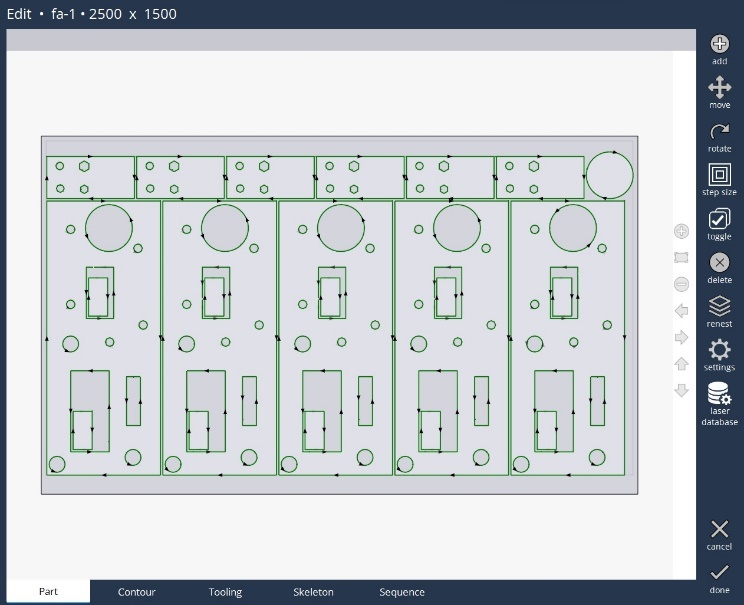 Edit • fa-1 • 2500 x 1500
add
move
rotate
step size
toggle
delete
renest
settings
laser
database
cancel
done
Part
Contour
Tooling
Skeleton
Sequence